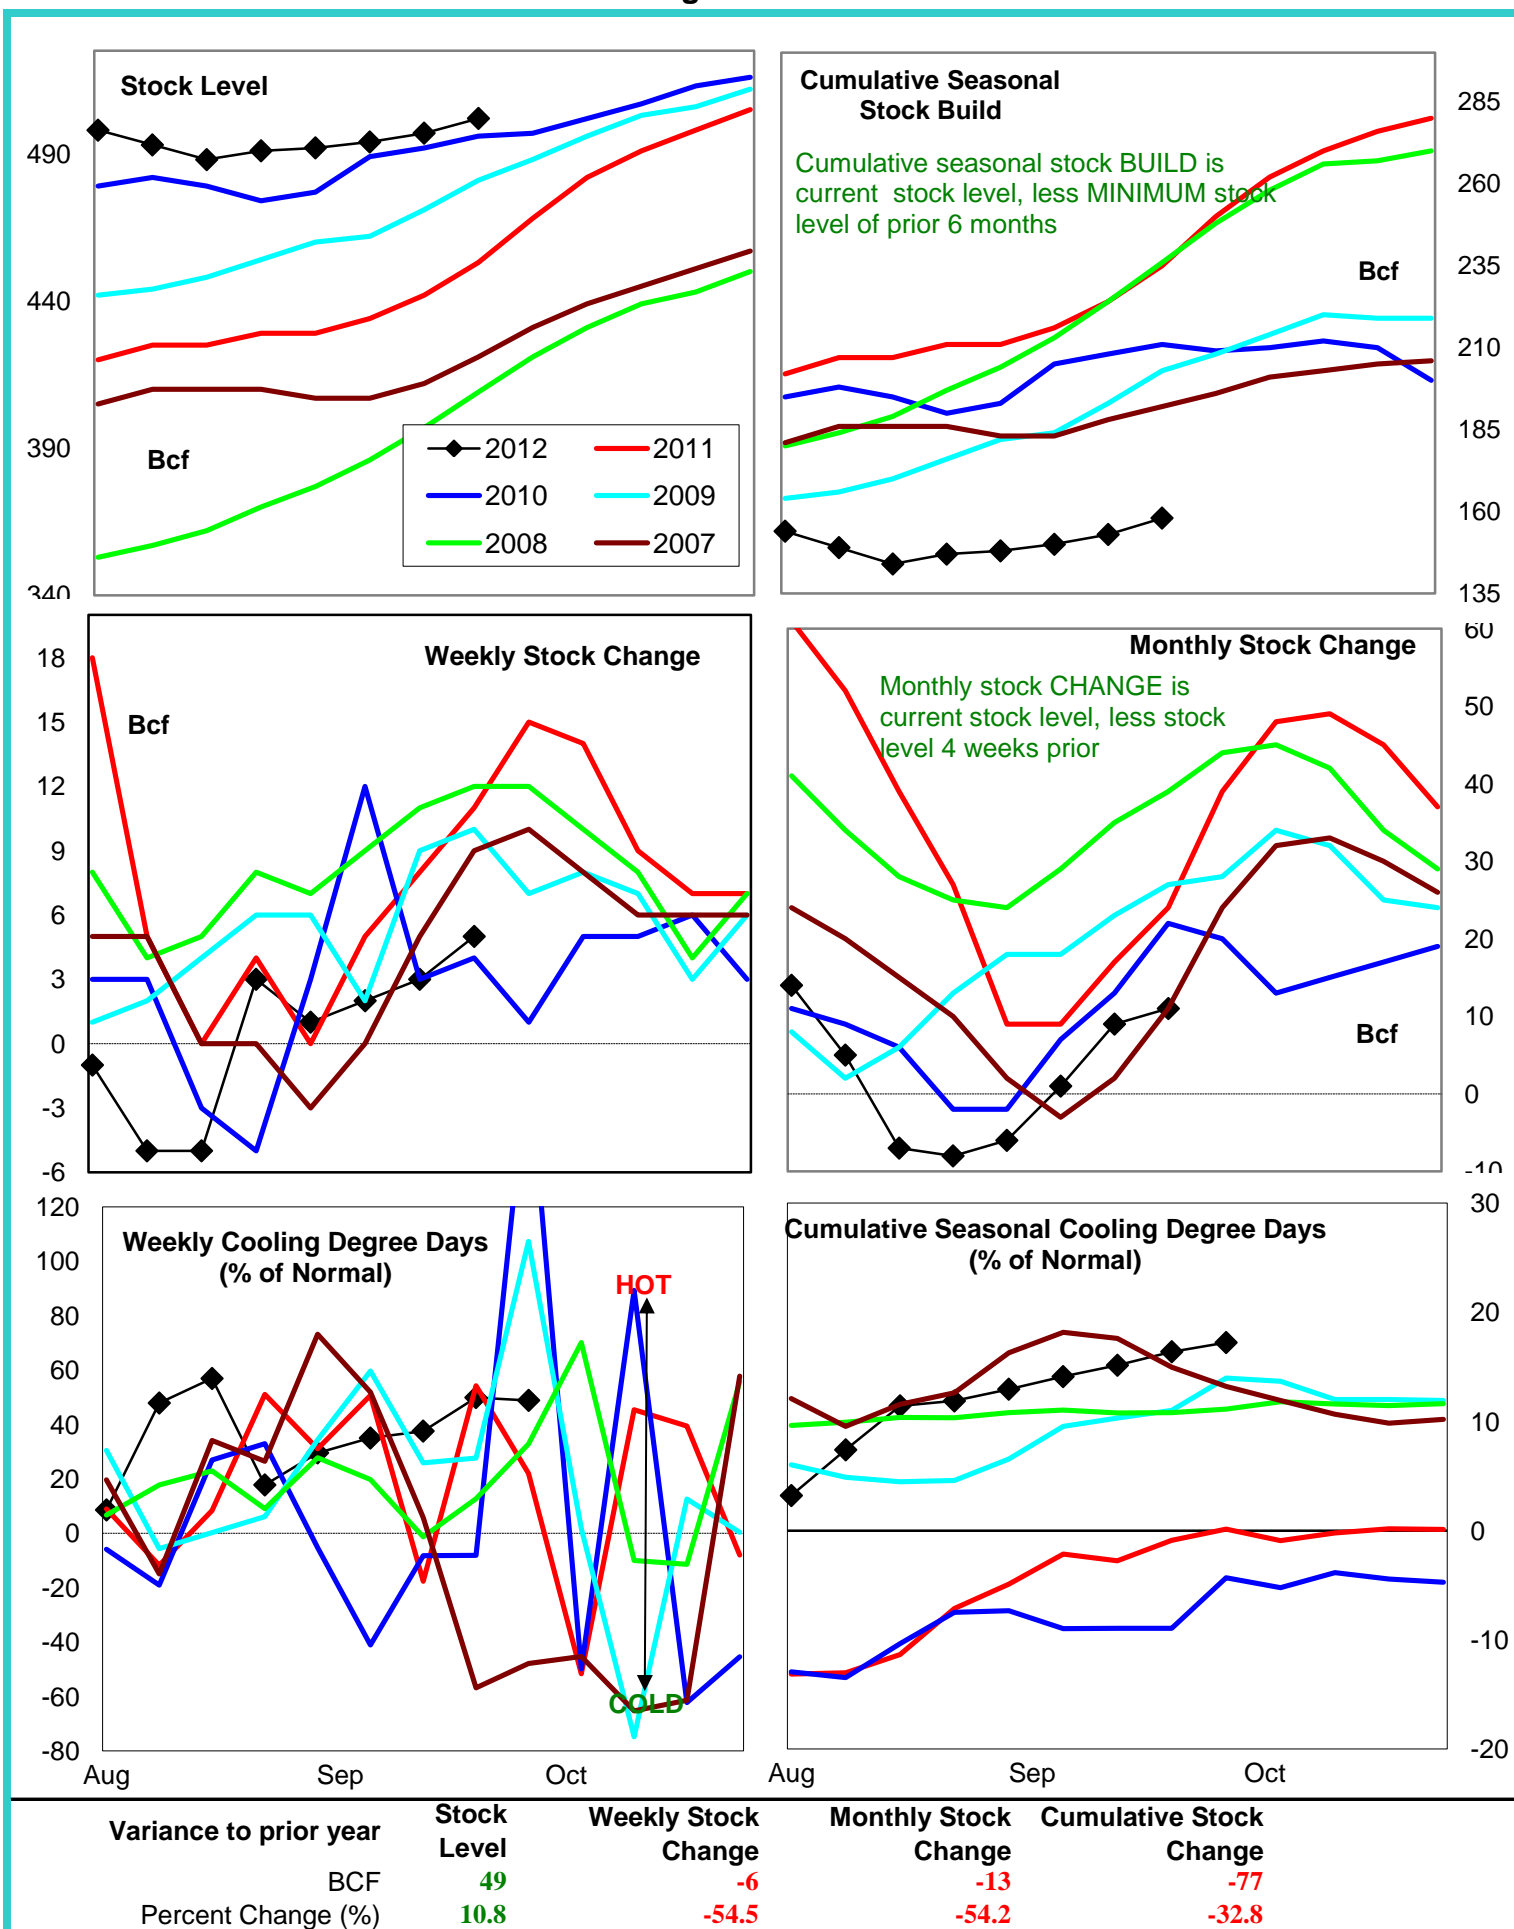 Stock Level
490
440
390
340
Bcf
2012
2011
2010
2009
2008
2007
Cumulative Seasonal
Stock Build
Cumulative seasonal stock BUILD is
current stock level, less MINIMUM stock
level of prior 6 months
Bcf
285
260
235
210
185
160
135
Weekly Stock Change
Bcf
18
15
12
9
6
3
0
-3
-6
Monthly Stock Change
Monthly stock CHANGE is
current stock level, less stock
level 4 weeks prior
Bcf
60
50
40
30
20
10
0
-10
Weekly Cooling Degree Days
(% of Normal)
HOT
COLD
120
100
80
60
40
20
0
-20
-40
-60
-80
Aug
Sep
Oct
Cumulative Seasonal Cooling Degree Days
(% of Normal)
30
20
10
0
-10
-20
Aug
Sep
Oct
Variance to prior year
Stock
Level
Weekly Stock
Change
Monthly Stock
Change
Cumulative Stock
Change
BCF 49 -6 -13 -77
Percent Change (%) 10.8 -54.5 -54.2 -32.8